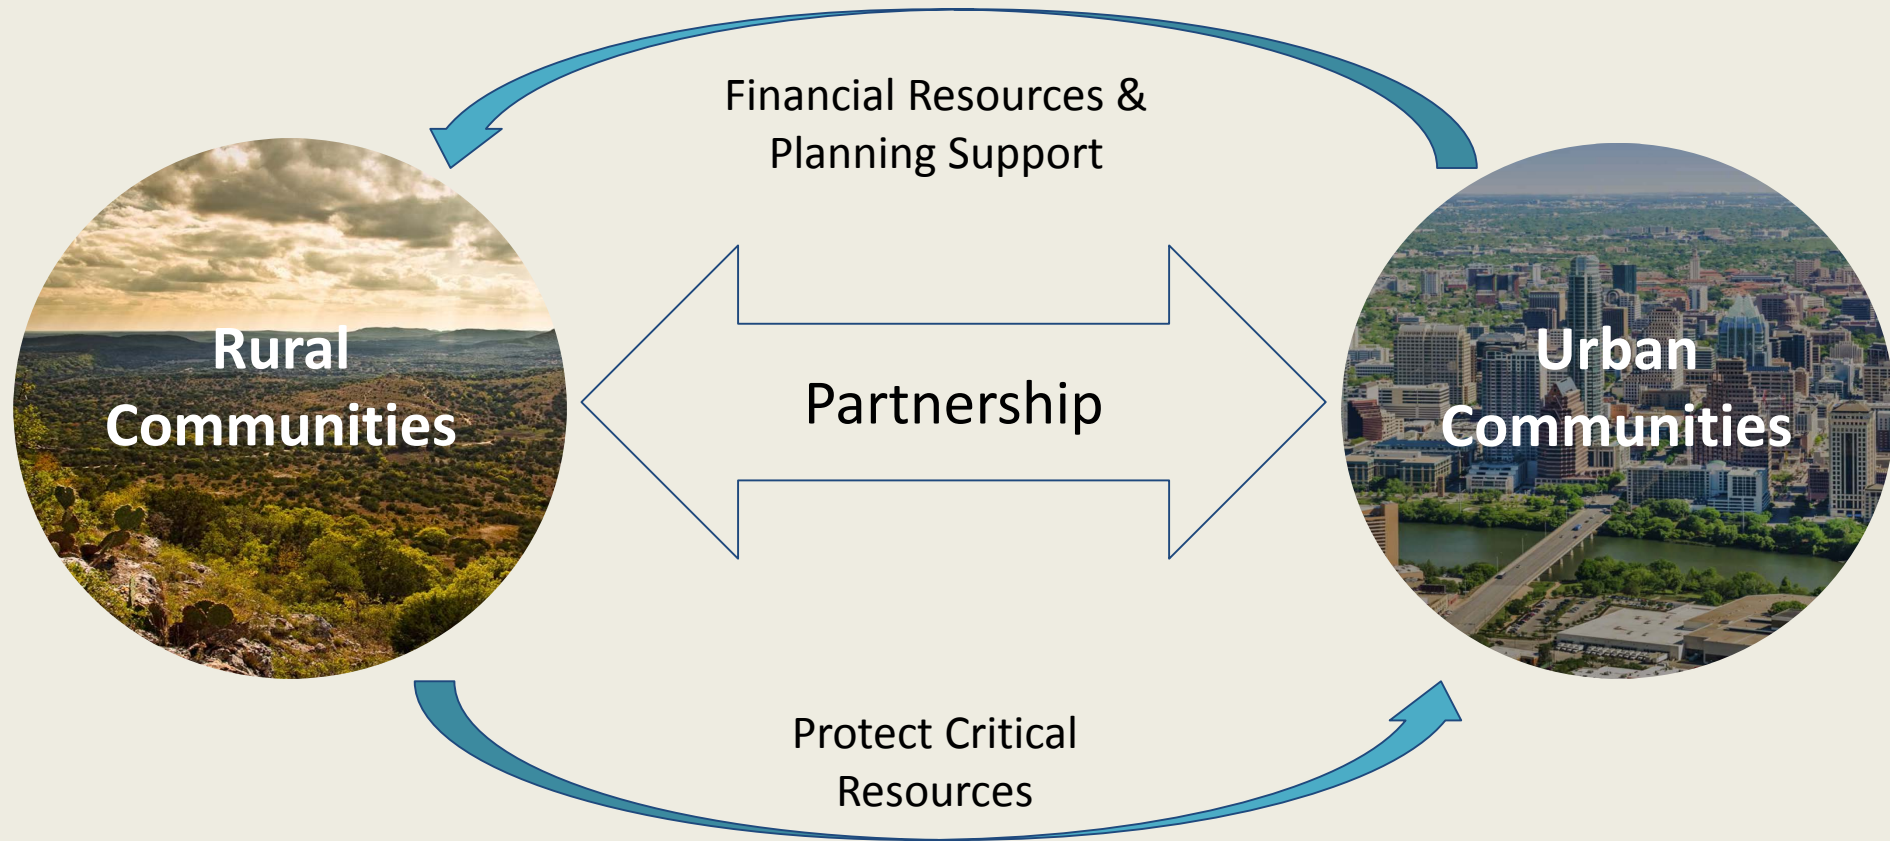 Financial Resources &
Planning Support
Rural
Communities
Partnership
Urban
Communities
Protect Critical
Resources